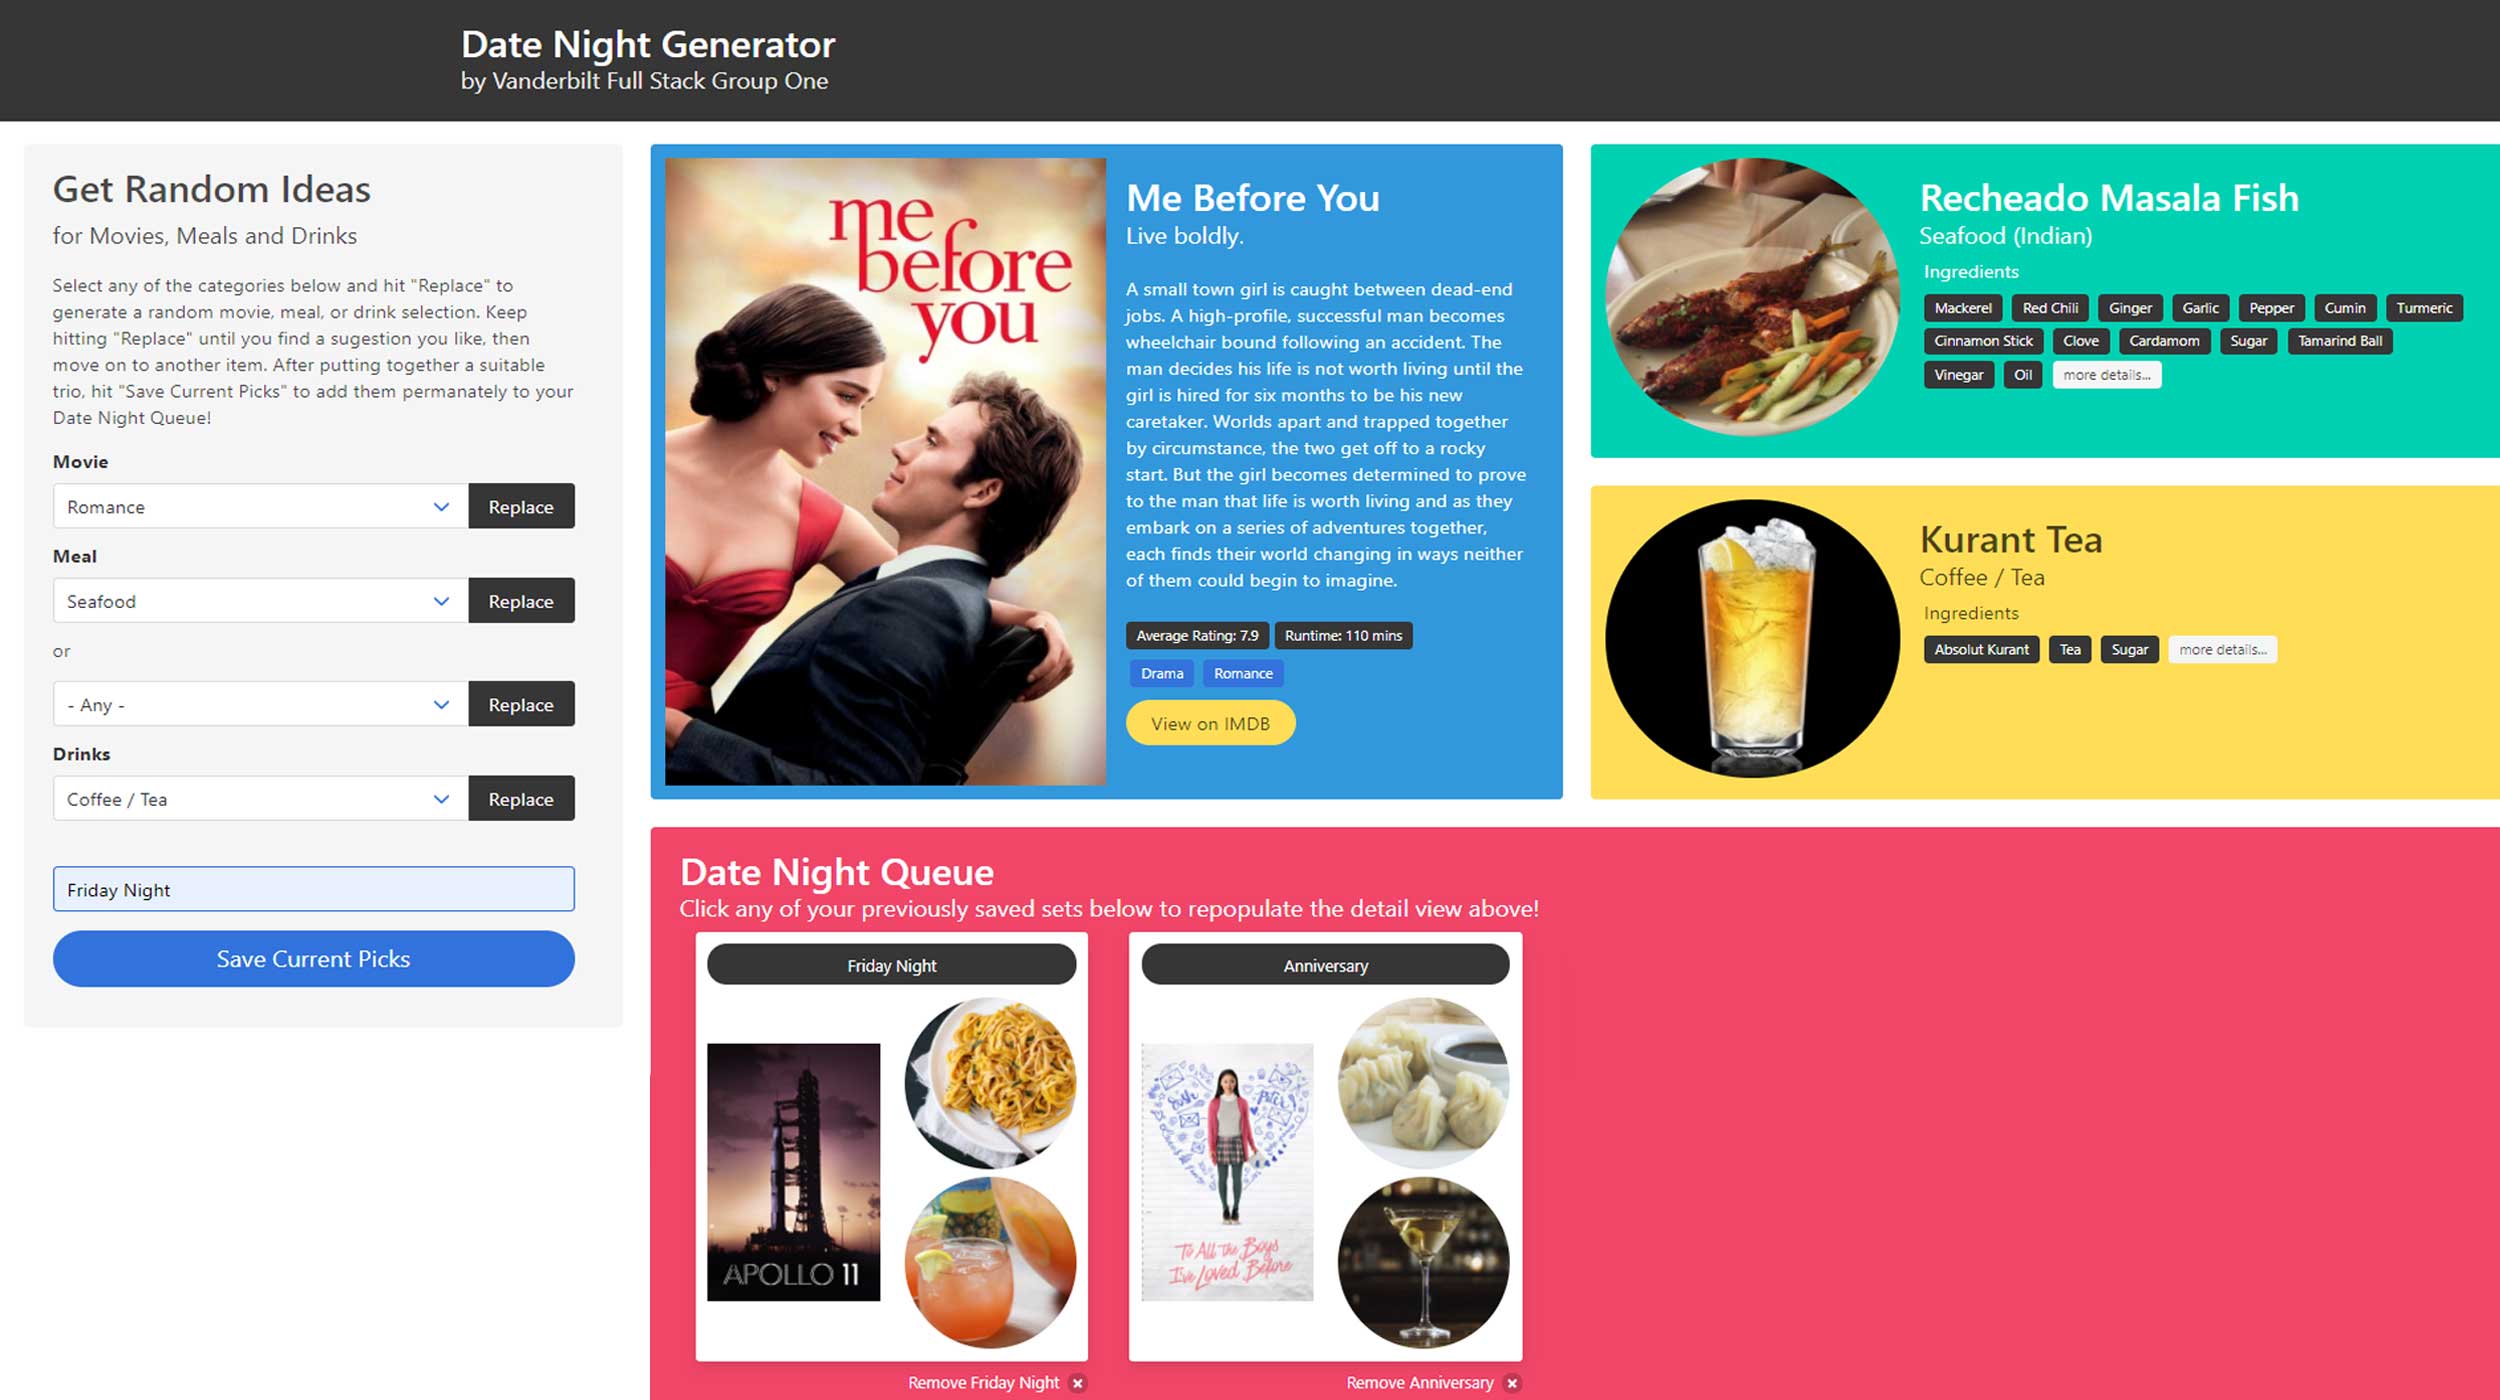 Date Night Generator
by Vanderbilt Full Stack Group One
Get Random Ideas
for Movies, Meals and Drinks
Select any of the categories below and hit "Replace" to
generate a random movie, meal, or drink selection. Keep
hitting "Replace" until you find a sugestion you like, then
move on to another item. After putting together a suitable
trio, hit "Save Current Picks" to add them permanately to your
Date Night Queue!
Movie
Romance
Replace
Meal
Seafood
Replace
or
- Any -
Replace
Drinks
Coffee / Tea
Replace
Friday Night
Save Current Picks
me
before
you
Me Before You
Live boldly.
A small town girl is caught between dead-end
jobs. A high-profile, successful man becomes
wheelchair bound following an accident. The
man decides his life is not worth living until the
girl is hired for six months to be his new
caretaker. Worlds apart and trapped together
by circumstance, the two get off to a rocky
start. But the girl becomes determined to prove
to the man that life is worth living and as they
embark on a series of adventures together,
each finds their world changing in ways neither
of them could begin to imagine.
Average Rating: 7.9 Runtime: 110 mins
Drama Romance
View on IMDB
Recheado Masala Fish
Seafood (Indian)
Ingredients
Mackerel Red Chili Ginger Garlic Pepper Cumin Turmeric
Cinnamon Stick Clove Cardamom Sugar Tamarind Ball
Vinegar Oil more details...
Kurant Tea
Coffee / Tea
Ingredients
Absolut Kurant Tea Sugar more details...
Date Night Queue
Click any of your previously saved sets below to repopulate the detail view above!
Friday Night
APOLLO 11
Remove Friday Night
Anniversary
To All the Boys
I've Loved Before
Remove Anniversary